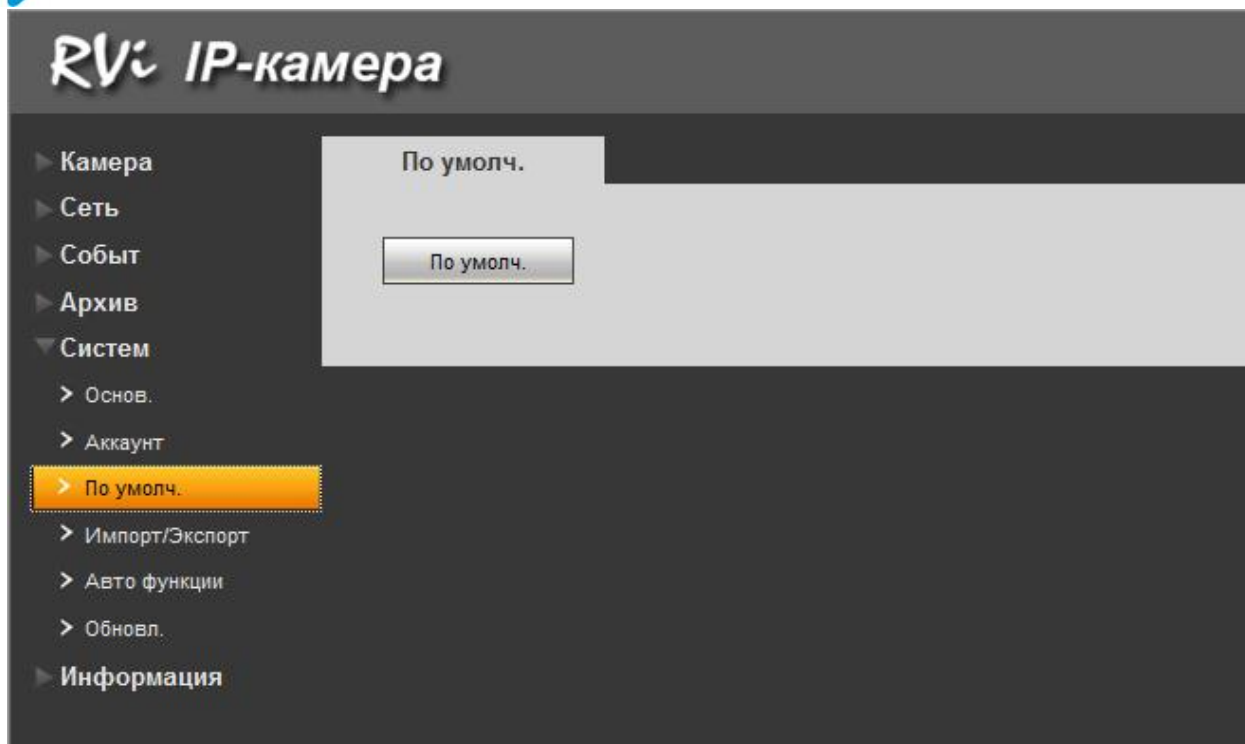 RVi IP-камера
Камера
По умолч.
Сеть
Событ
По умолч.
Архив
Систем
Основ.
Аккаунт
По умолч.
Импорт/Экспорт
Авто функции
Обновл.
Информация